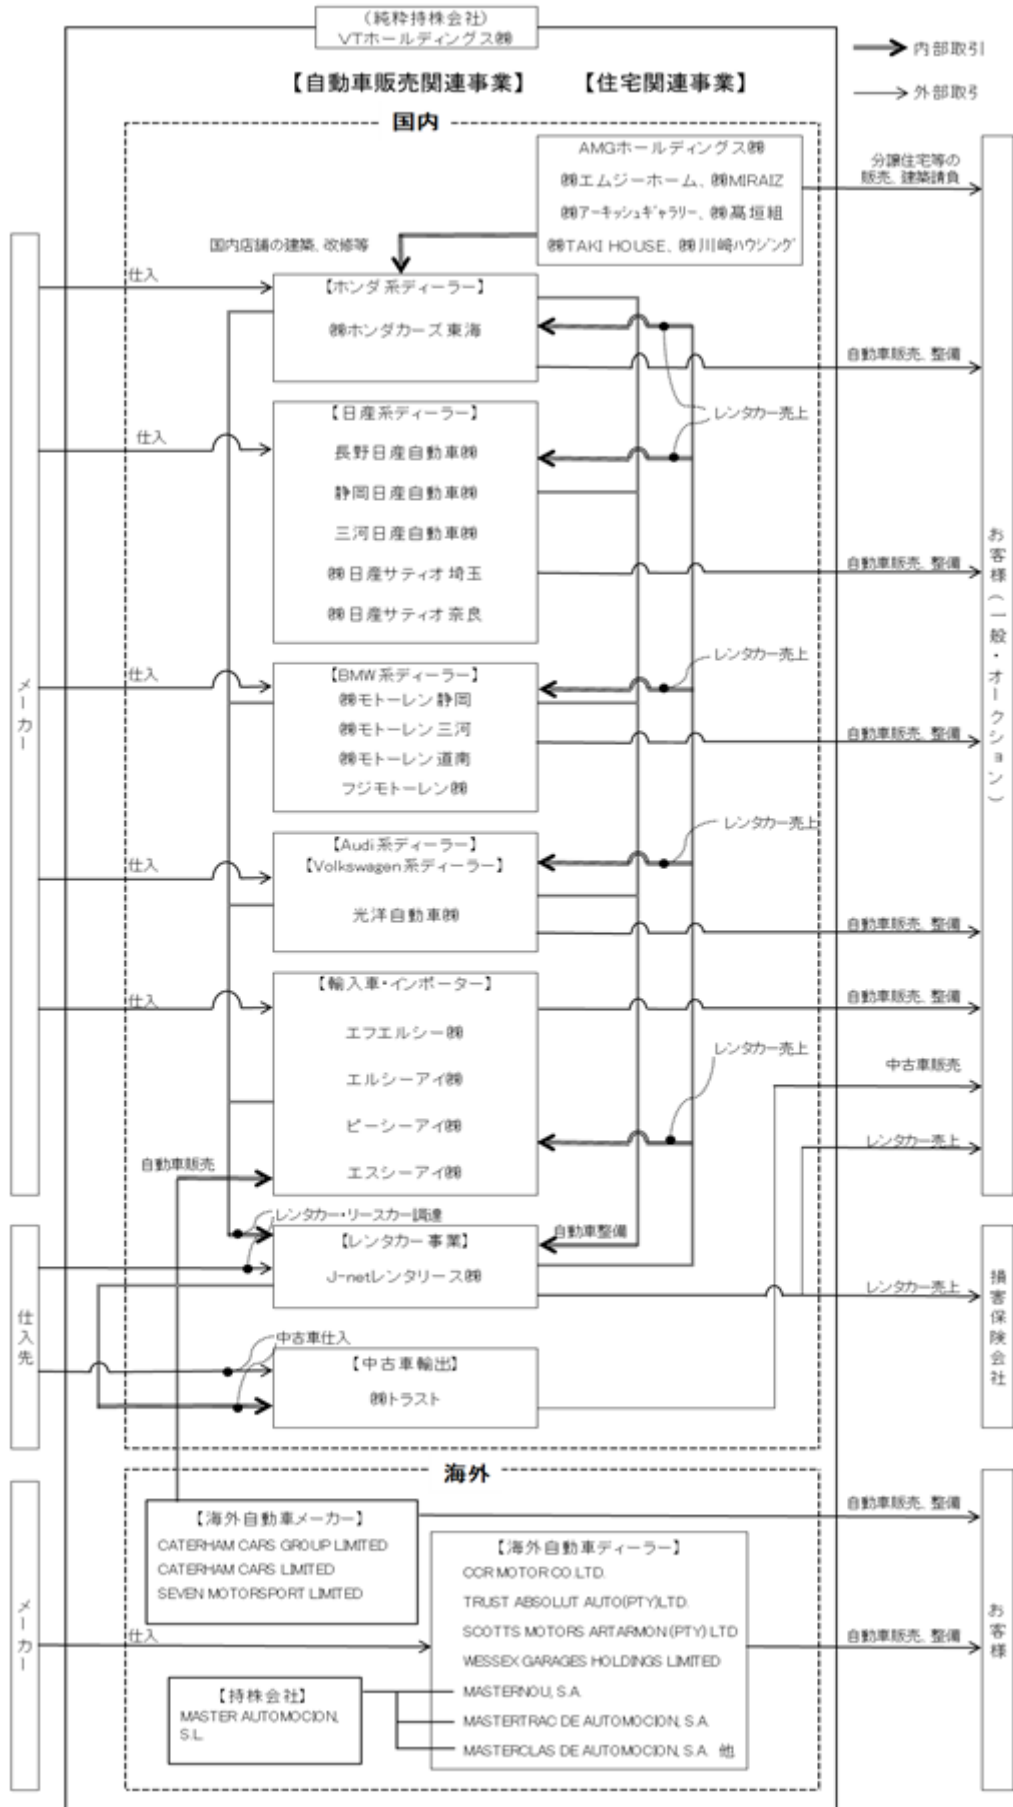 (純粋持株会社)
VTホールディングス㈱
内部取引
【自動車販売関連事業】 【住宅関連事業】
外部取引
国内
AMGホールディングス㈱
㈱エムジーホーム、㈱MIRAIZ
㈱アーキッシュギャラリー、㈱髙垣組
㈱TAKI HOUSE、㈱川﨑ハウジング
分譲住宅等の
販売、建築請負
国内店舗の建築、改修等
仕入
【ホンダ系ディーラー】
㈱ホンダカーズ東海
自動車販売、整備
レンタカー売上
仕入
【日産系ディーラー】
長野日産自動車㈱
静岡日産自動車㈱
三河日産自動車㈱
㈱日産サティオ埼玉
㈱日産サティオ奈良
自動車販売、整備
お客様(一般・オークション)
メーカー
レンタカー売上
仕入
【BMW系ディーラー】
㈱モトーレン静岡
㈱モトーレン三河
㈱モトーレン道南
フジモトーレン㈱
自動車販売、整備
レンタカー売上
仕入
【Audi系ディーラー】
【Volkswagen系ディーラー】
光洋自動車㈱
自動車販売、整備
仕入
【輸入車・インポーター】
エフエルシー㈱
エルシーアイ㈱
ピーシーアイ㈱
エスシーアイ㈱
自動車販売、整備
レンタカー売上
中古車販売
レンタカー売上
自動車販売
レンタカー・リースカー調達
【レンタカー事業】
J-netレンタリース㈱
自動車整備
レンタカー売上
損害保険会社
仕入先
中古車仕入
【中古車輸出】
㈱トラスト
海外
【海外自動車メーカー】
CATERHAM CARS GROUP LIMITED
CATERHAM CARS LIMITED
SEVEN MOTORSPORT LIMITED
自動車販売、整備
【海外自動車ディーラー】
CCR MOTOR CO.LTD.
TRUST ABSOLUT AUTO(PTY)LTD.
SCOTTS MOTORS ARTARMON (PTY) LTD
WESSEX GARAGES HOLDINGS LIMITED
MASTERNOU, S.A.
MASTERTRAC DE AUTOMOCION, S.A.
MASTERCLAS DE AUTOMOCION, S.A. 他
メーカー
仕入
自動車販売、整備
お客様
【持株会社】
MASTER AUTOMOCION,
S.L.